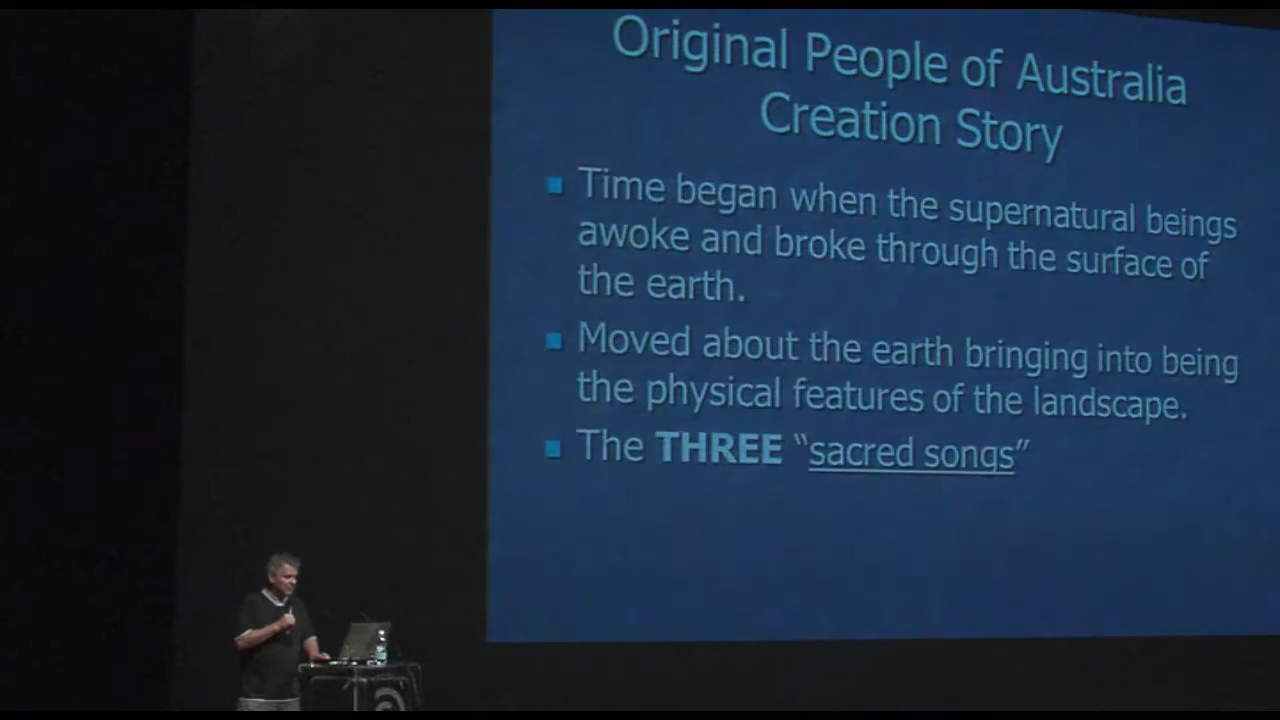 Original People of Australia
Creation Story
Time began when the supernatural beings
awoke and broke through the surface of
the earth.
Moved about the earth bringing into being
the physical features of the landscape.
The THREE “sacred songs”